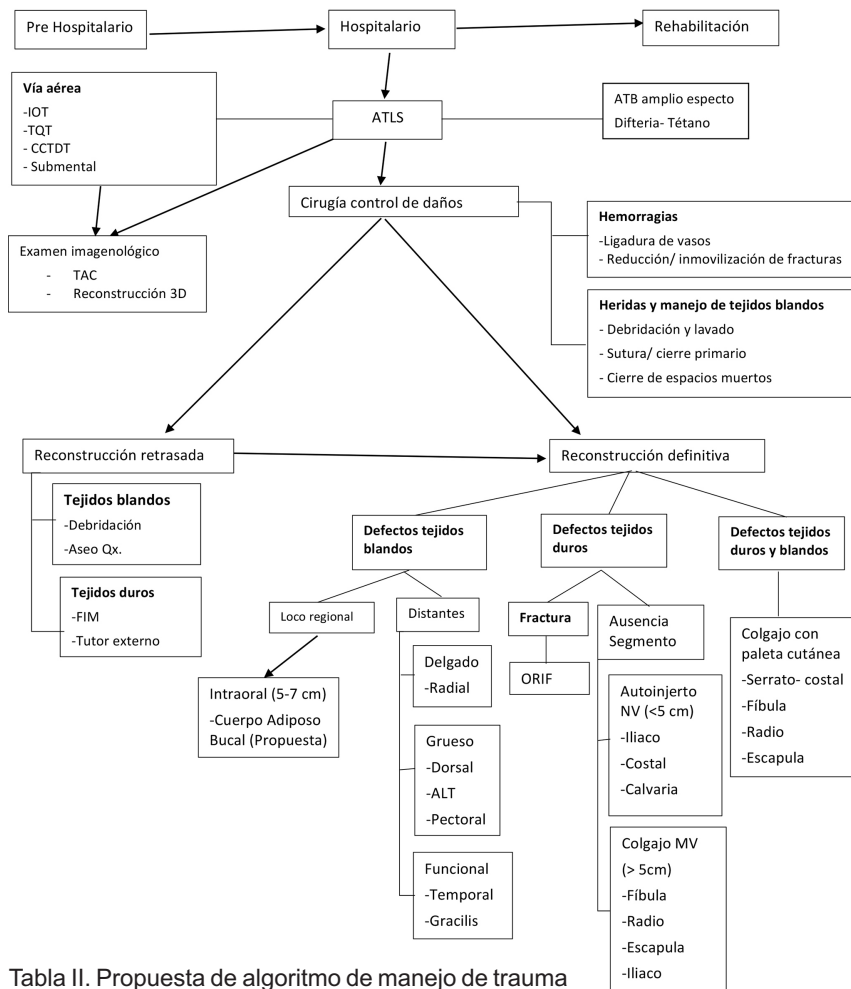 Pre Hospitalario
Hospitalario
Rehabilitación
Vía aérea
-IOT
-TQT
- CCTDT
- Submental
ATLS
ATB amplio especto
Difteria- Tétano
Cirugía control de daños
Hemorragias
-Ligadura de vasos
- Reducción/ inmovilización de fracturas
Examen imagenológico
- TAC
- Reconstrucción 3D
Heridas y manejo de tejidos blandos
- Debridación y lavado
- Sutura/ cierre primario
- Cierre de espacios muertos
Reconstrucción retrasada
Reconstrucción definitiva
Tejidos blandos
-Debridación
-Aseo Qx.
Tejidos duros
-FIM
-Tutor externo
Defectos tejidos
blandos
Defectos tejidos
duros
Defectos tejidos
duros y blandos
Loco regional
Distantes
Fractura
Ausencia
Segmento
Intraoral (5-7 cm)
-Cuerpo Adiposo
Bucal (Propuesta)
Delgado
-Radial
Grueso
-Dorsal
-ALT
-Pectoral
Funcional
-Temporal
-Gracilis
ORIF
Autoinjerto
NV (<5 cm)
-Iliaco
-Costal
-Calvaria
Colgajo MV
(> 5cm)
-Fíbula
-Radio
-Escapula
-Iliaco
Colgajo con
paleta cutánea
-Serrato- costal
-Fíbula
-Radio
-Escapula
Tabla II. Propuesta de algoritmo de manejo de trauma